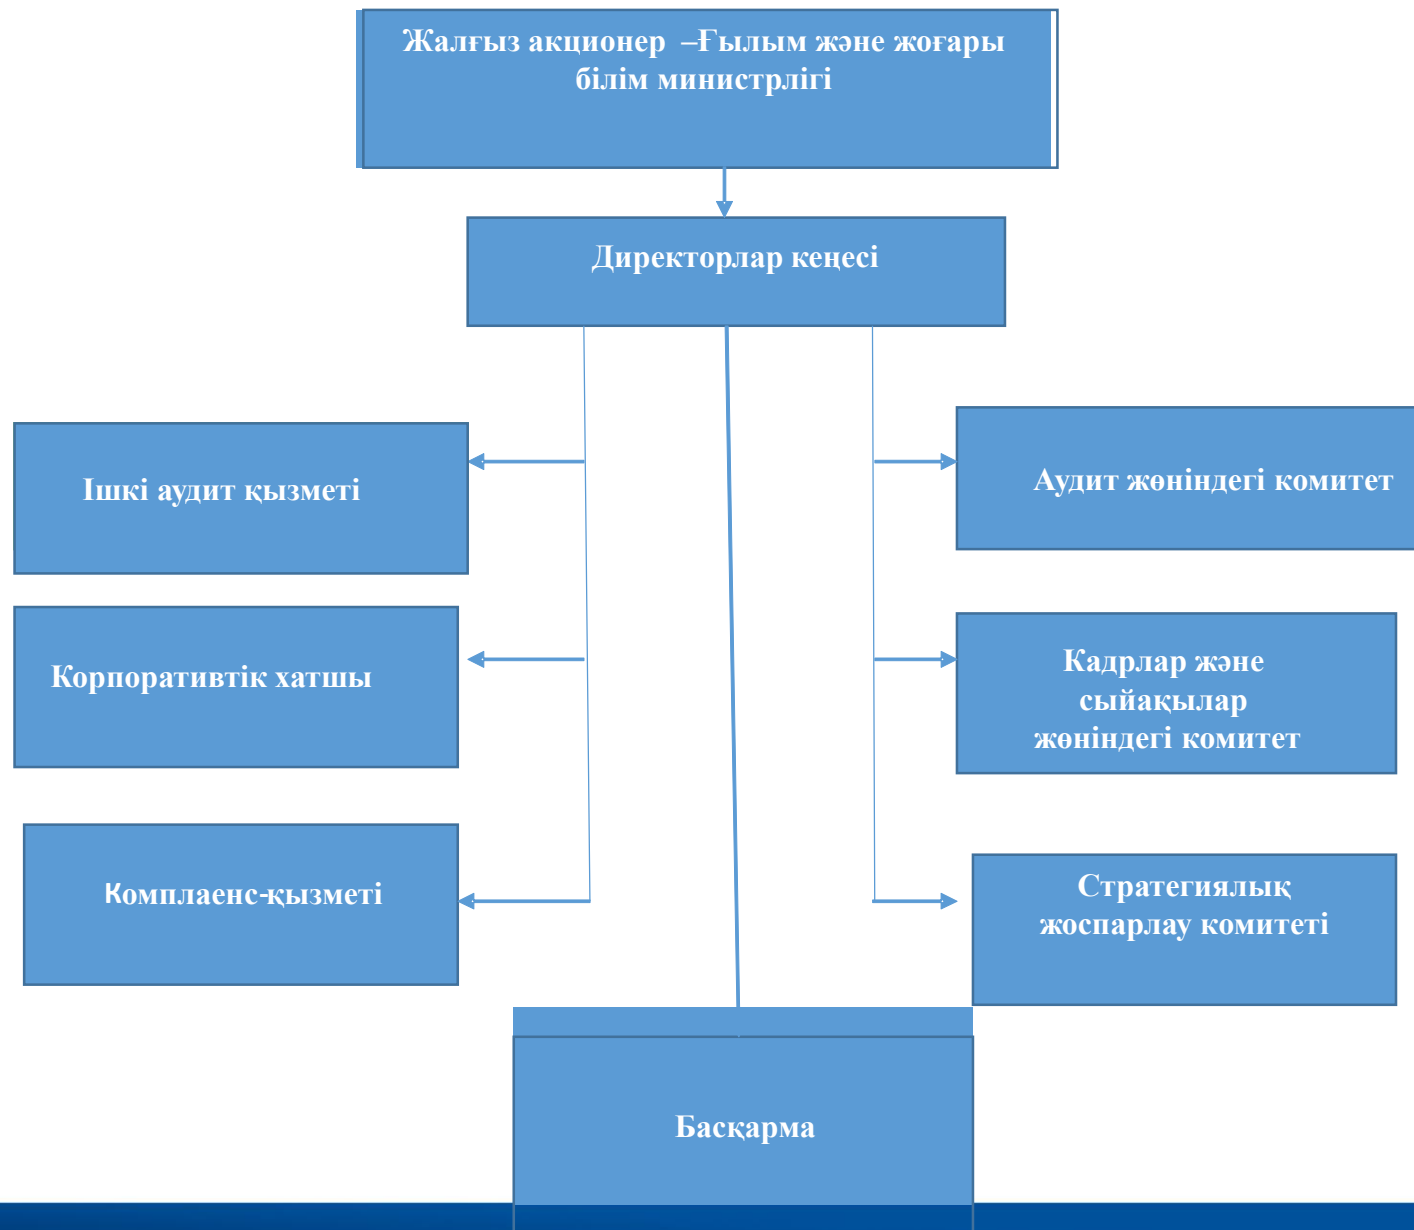 Жалғыз акционер –Ғылым және жоғары
білім министрлігі
Директорлар кеңесі
Ішкі аудит қызметі
Аудит жөніндегі комитет
Корпоративтік хатшы
Кадрлар және
сыйақылар
жөніндегі комитет
Комплаенс-қызметі
Стратегиялық
жоспарлау комитеті
Басқарма